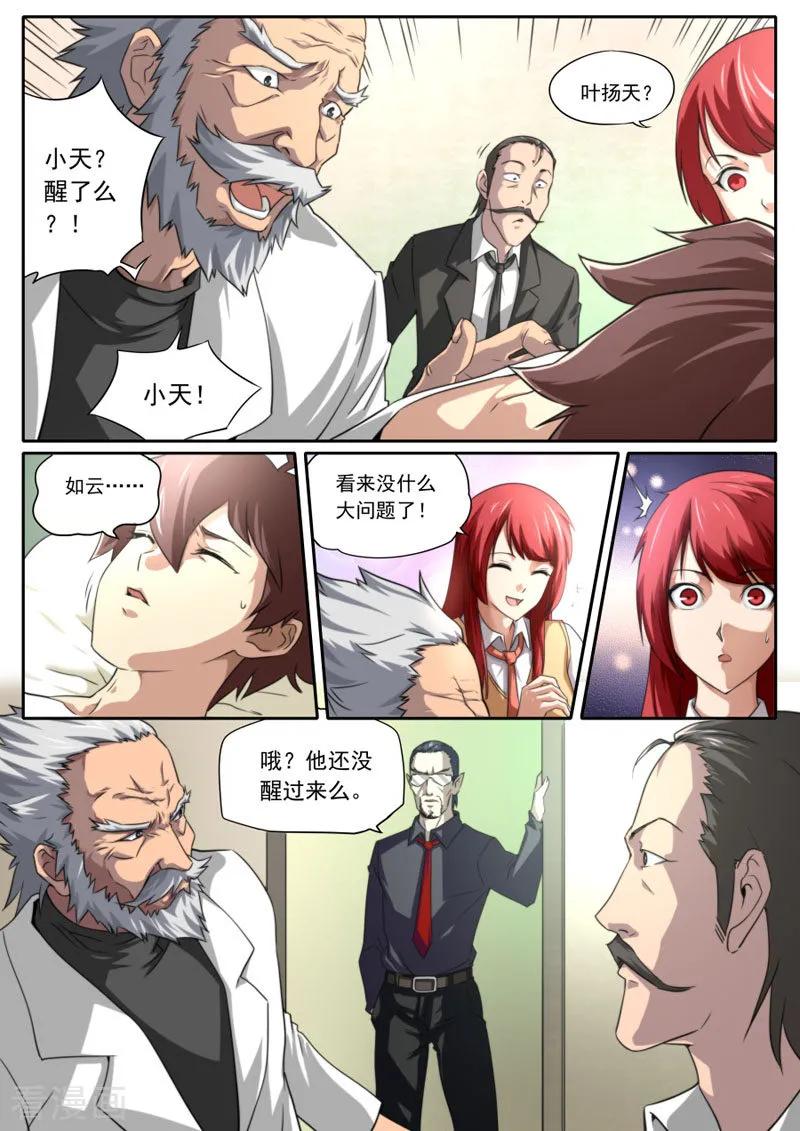 叶扬天？
小天？
醒了么
？！
小天！
如云……
看来没什么
大问题了！
哦？他还没
醒过来么。
看漫画